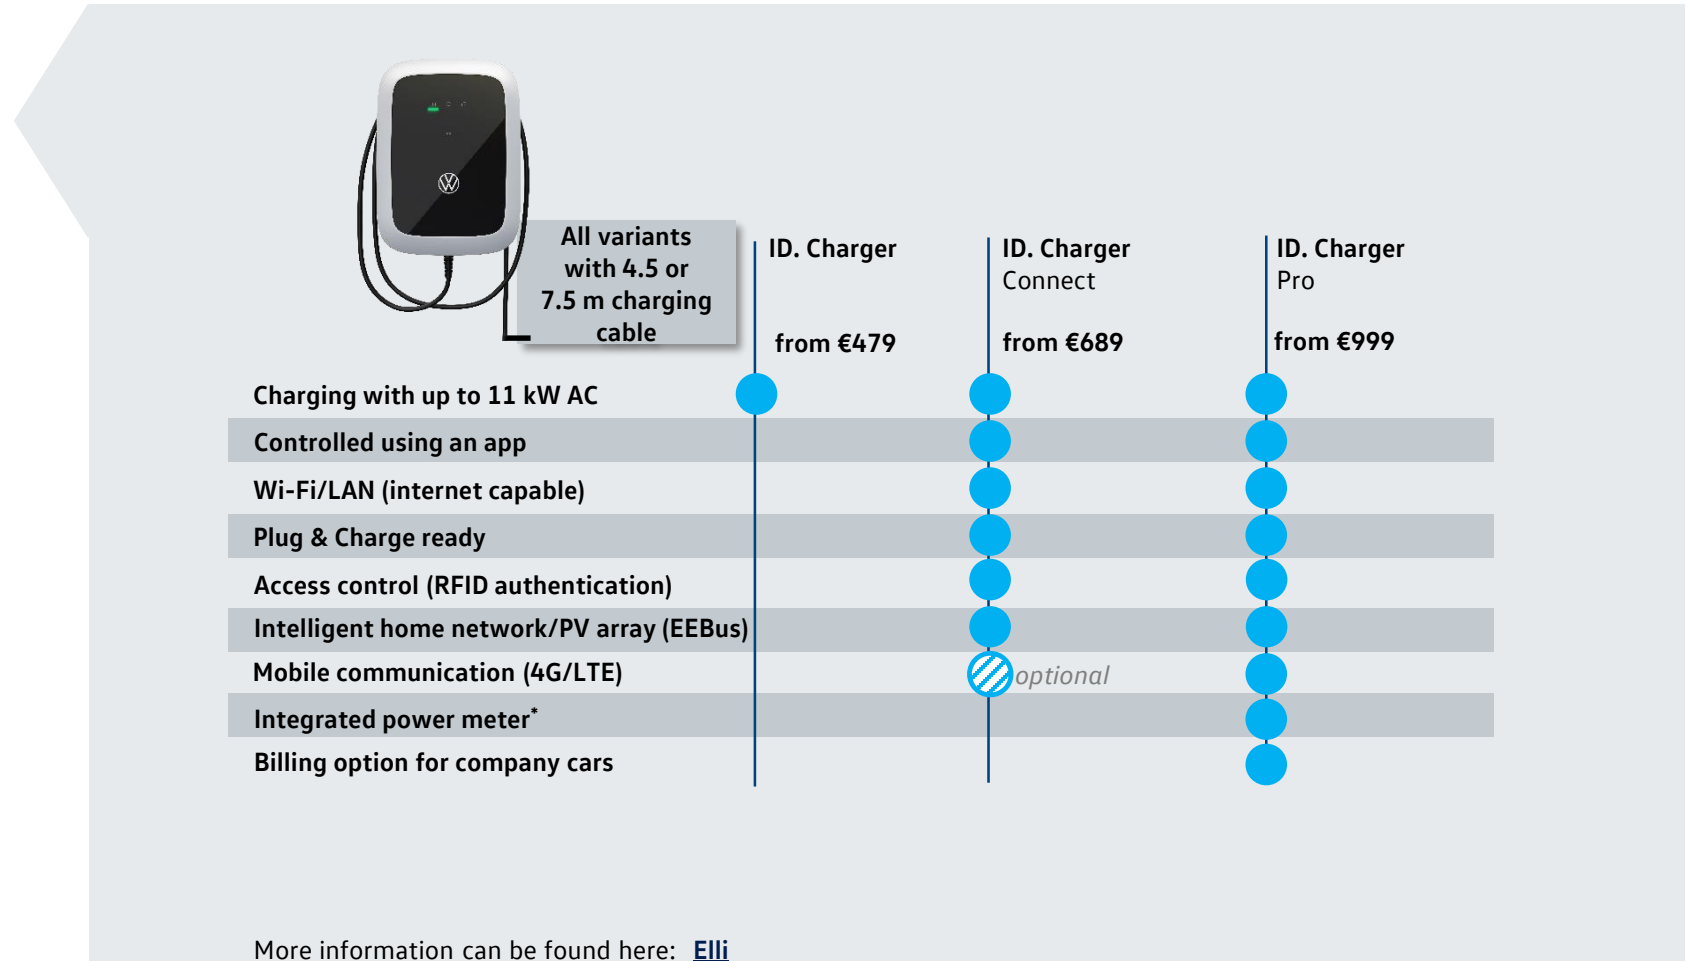 All variants
with 4.5 or
7.5 m charging
cable
ID. Charger
from €479
ID. Charger
Connect
from €689
ID. Charger
Pro
from €999
Charging with up to 11 kW AC
Controlled using an app
Wi-Fi/LAN (internet capable)
Plug & Charge ready
Access control (RFID authentication)
Intelligent home network/PV array (EEBus)
Mobile communication (4G/LTE)
optional
Integrated power meter*
Billing option for company cars
More information can be found here: Elli